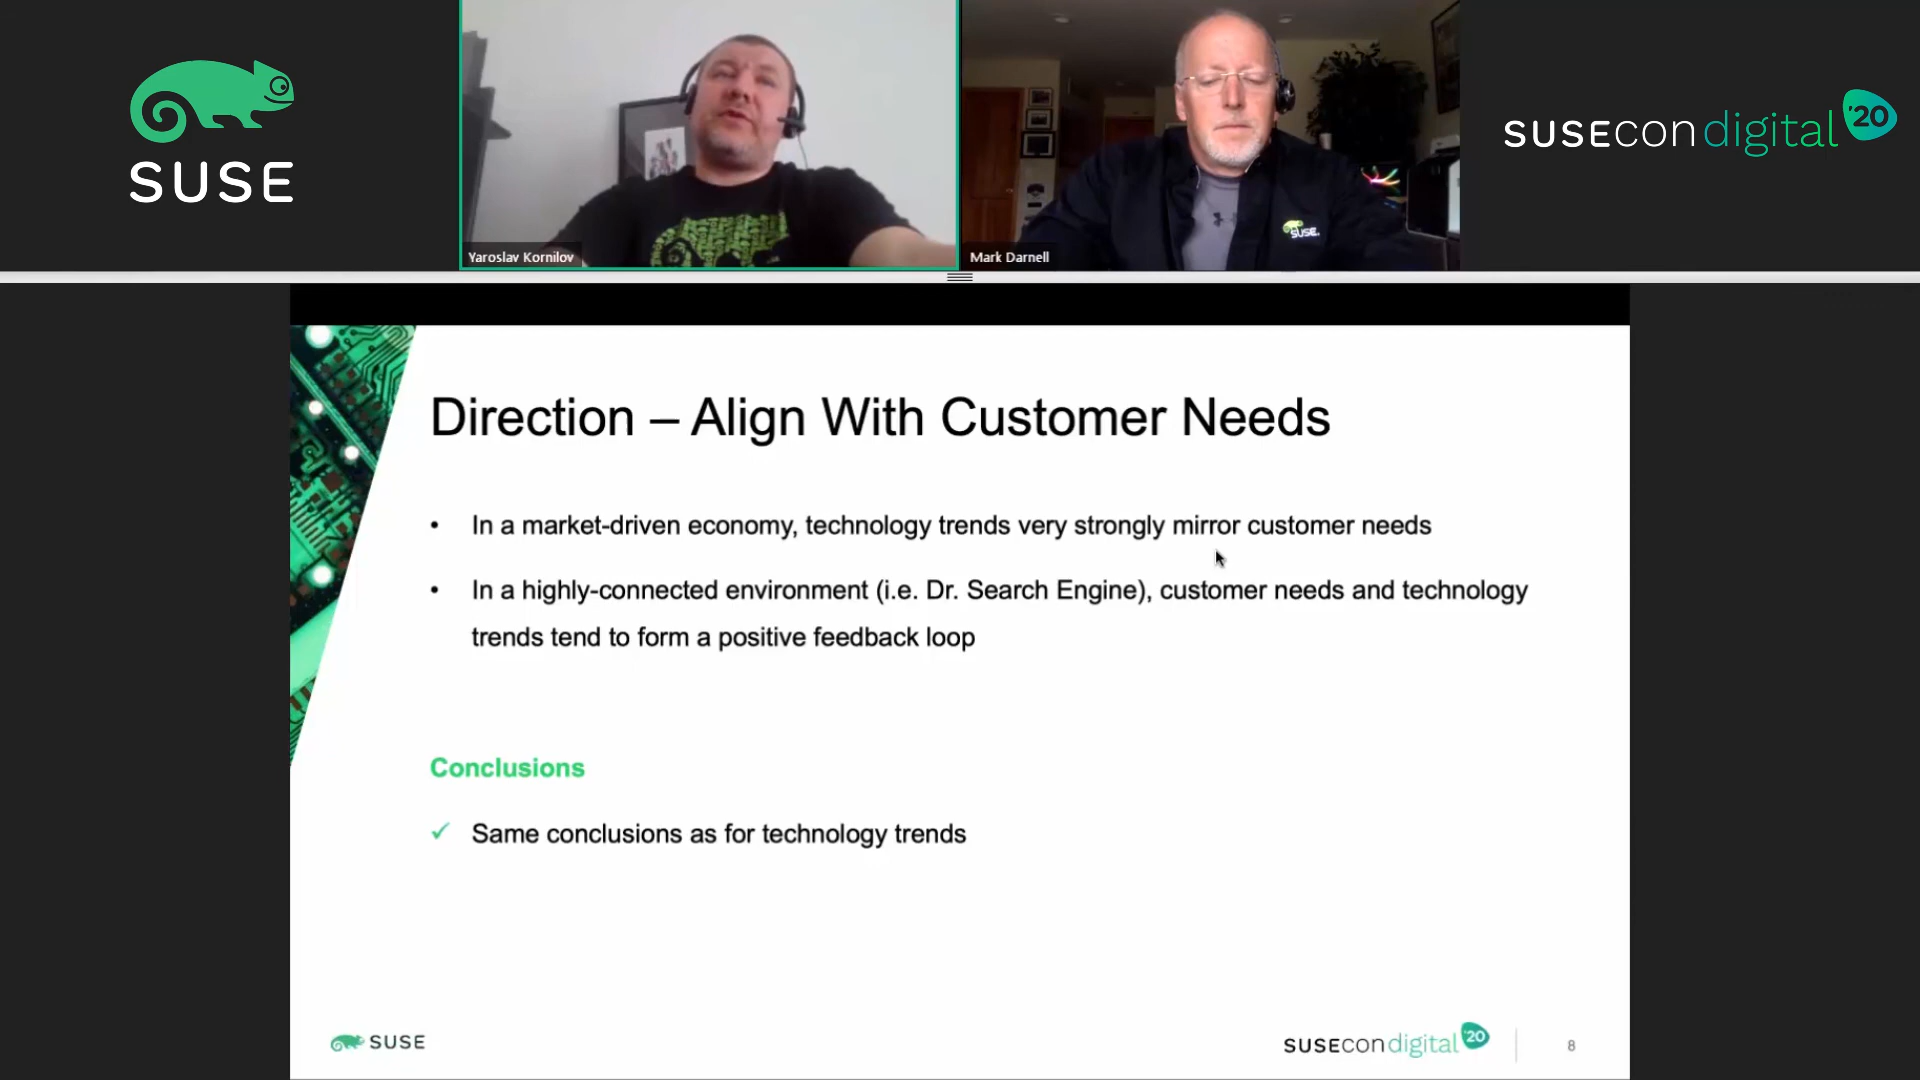 SUSE
Yaroslav Kornilov
SUSE.
Mark Darnell
SUSEcon digital '20
Direction – Align With Customer Needs
• In a market-driven economy, technology trends very strongly mirror customer needs
• In a highly-connected environment (i.e. Dr. Search Engine), customer needs and technology
trends tend to form a positive feedback loop
Conclusions
✓ Same conclusions as for technology trends
SUSE
SUSEcon digital '20
8